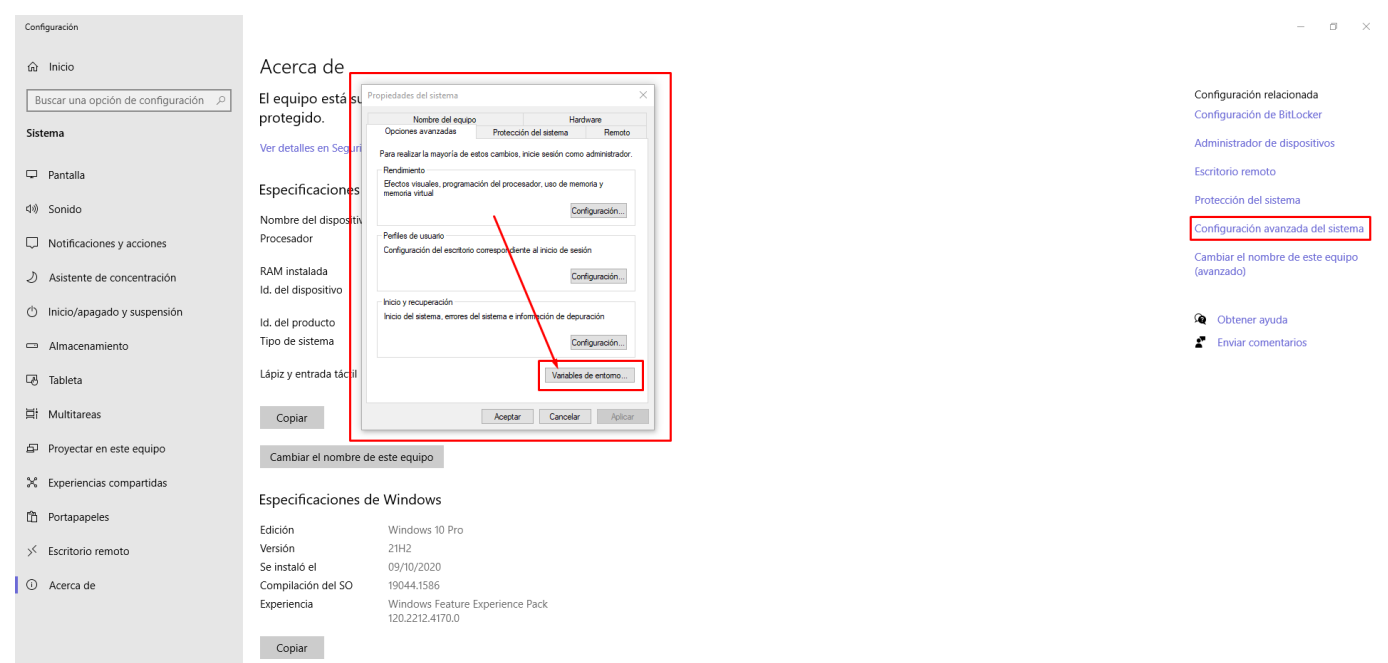 Configuración
Inicio
Buscar una opción de configuración
Sistema
Pantalla
Sonido
Notificaciones y acciones
Asistente de concentración
Inicio/apagado y suspensión
Almacenamiento
Tableta
Multitareas
Proyectar en este equipo
Experiencias compartidas
Portapapeles
Escritorio remoto
Acerca de
Acerca de
El equipo está su
protegido.
Ver detalles en Seguri
Especificaciones
Nombre del dispositiv
Procesador
RAM instalada
Id. del dispositivo
Id. del producto
Tipo de sistema
Lápiz y entrada táctil
Copiar
Cambiar el nombre de este equipo
Especificaciones de Windows
Edición Windows 10 Pro
Versión 21H2
Se instaló el 09/10/2020
Compilación del SO 19044.1586
Experiencia Windows Feature Experience Pack
120.2212.4170.0
Copiar
Propiedades del sistema
Nombre del equipo Hardware
Opciones avanzadas Protección del sistema Remoto
Para realizar la mayoría de estos cambios, inicie sesión como administrador.
Rendimiento
Efectos visuales, programación del procesador, uso de memoria y
memoria virtual
Configuración...
Perfiles de usuario
Configuración del escritorio correspondiente al inicio de sesión
Configuración...
Inicio y recuperación
Inicio del sistema, errores del sistema e información de depuración
Configuración...
Variables de entorno...
Aceptar Cancelar Aplicar
Configuración relacionada
Configuración de BitLocker
Administrador de dispositivos
Escritorio remoto
Protección del sistema
Configuración avanzada del sistema
Cambiar el nombre de este equipo
(avanzado)
Obtener ayuda
Enviar comentarios